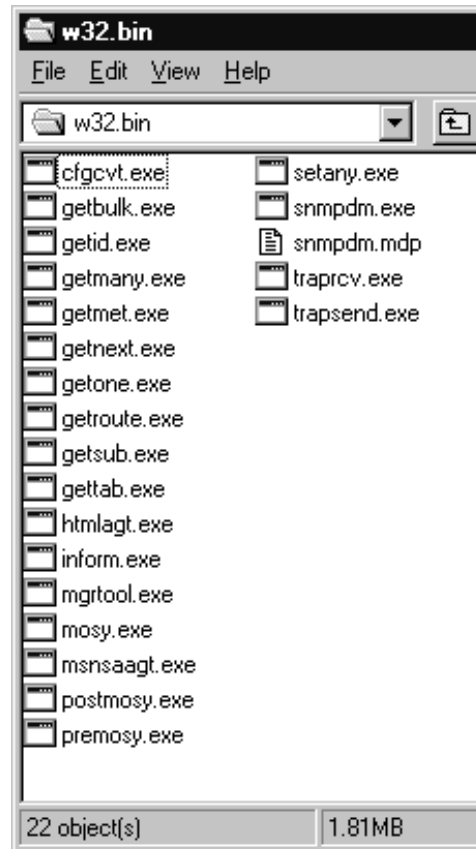 w32.bin
File Edit View Help
w32.bin
cfgcvt.exe
getbulk.exe
getid.exe
getmany.exe
getmet.exe
getnext.exe
getone.exe
getroute.exe
getsub.exe
gettab.exe
htmlagt.exe
inform.exe
mgrtool.exe
mosy.exe
msnsaagt.exe
postmosy.exe
premosy.exe
setany.exe
snmpdm.exe
snmpdm.mdp
traprcv.exe
trapsend.exe
22 object(s) 1.81MB